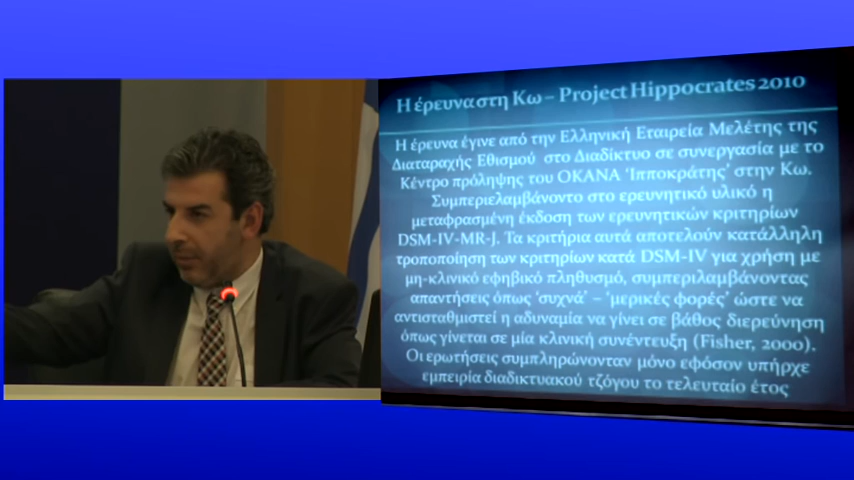 Η έρευνα στη Κω – Project Hippocrates 2010
Η έρευνα έγινε από την Ελληνική Εταιρεία Μελέτης της
Διαταραχής Εθισμού στο Διαδίκτυο σε συνεργασία με το
Κέντρο πρόληψης του ΟΚΑΝΑ 'Ιπποκράτης' στην Κω.
Συμπεριελαμβάνοντο στο ερευνητικό υλικό η
μεταφρασμένη έκδοση των ερευνητικών κριτηρίων
DSM-IV-MR-J. Τα κριτήρια αυτά αποτελούν κατάλληλη
τροποποίηση των κριτηρίων κατά DSM-IV για χρήση με
μη-κλινικό εφηβικό πληθυσμό, συμπεριλαμβάνοντας
απαντήσεις όπως 'συχνά' – 'μερικές φορές' ώστε να
αντισταθμιστεί η αδυναμία να γίνει σε βάθος διερεύνηση
όπως γίνεται σε μία κλινική συνέντευξη (Fisher, 2000).
Οι ερωτήσεις συμπληρώνονταν μόνο εφόσον υπήρχε
εμπειρία διαδικτυακού τζόγου το τελευταίο έτος